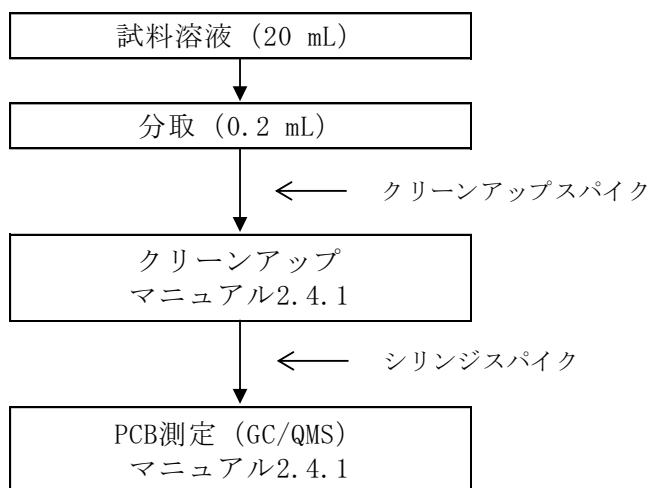 試料溶液 (20 mL)
分取 (0.2 mL)
クリーンアップスパイク
クリーンアップ
マニュアル2.4.1
シリンジスパイク
PCB測定 (GC/QMS)
マニュアル2.4.1